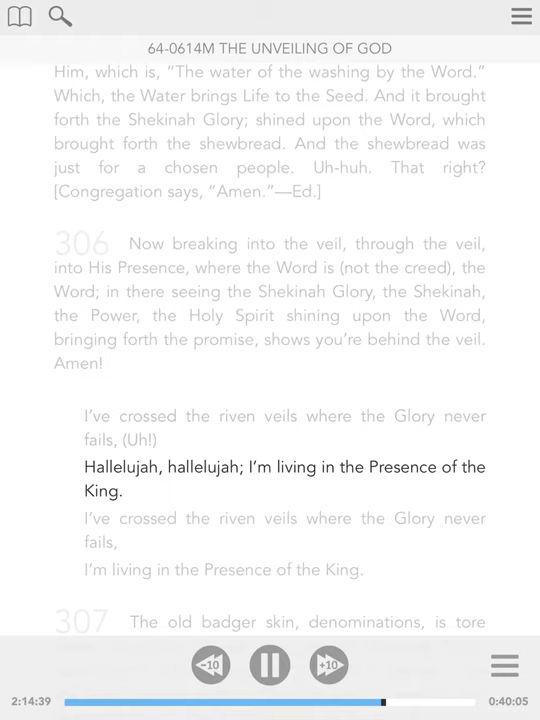 64-0614M THE UNVEILING OF GOD
Him, which is, “The water of the washing by the Word.”
Which, the Water brings Life to the Seed. And it brought
forth the Shekinah Glory; shined upon the Word, which
brought forth the shewbread. And the shewbread was
just for a chosen people. Uh-huh. That right?
[Congregation says, “Amen.”—Ed.]
306 Now breaking into the veil, through the veil,
into His Presence, where the Word is (not the creed), the
Word; in there seeing the Shekinah Glory, the Shekinah,
the Power, the Holy Spirit shining upon the Word,
bringing forth the promise, shows you’re behind the veil.
Amen!
I’ve crossed the riven veils where the Glory never
fails, (Uh!)
Hallelujah, hallelujah; I’m living in the Presence of the
King.
I’ve crossed the riven veils where the Glory never
fails,
I’m living in the Presence of the King.
307 The old badger skin, denominations, is tore
-10
+10
2:14:39
0:40:05